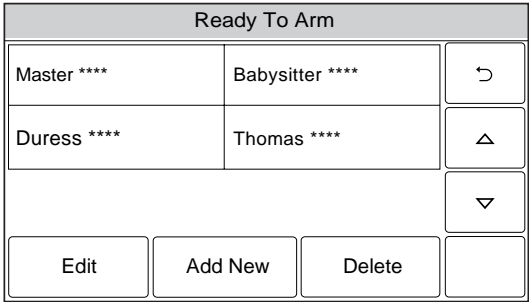 Ready To Arm
Master **** Babysitter ****
Duress **** Thomas ****
Edit Add New Delete